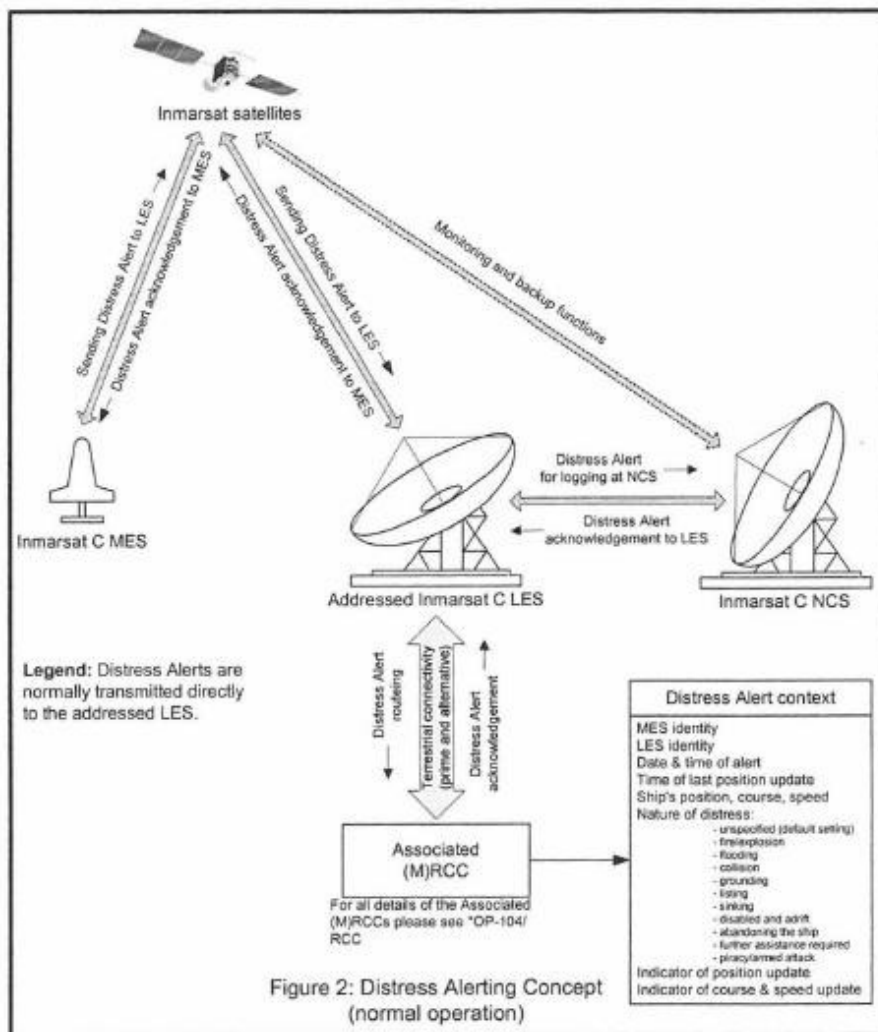 Inmarsat satellites
Sending Distress Alert to LES
Distress Alert acknowledgement to MES
Sending Distress Alert to LES
Distress Alert acknowledgement to MES
Monitoring and backup functions
Distress Alert
for logging at NCS
Distress Alert
acknowledgement to LES
Inmarsat C MES
Addressed Inmarsat C LES
Inmarsat C NCS
Legend: Distress Alerts are
normally transmitted directly
to the addressed LES.
Distress Alert
routeing
Terrestrial connectivity
(prime and alternative)
Distress Alert
acknowledgement
Associated
(M)RCC
For all details of the Associated
(M)RCCs please see "OP-104/
RCC
Distress Alert context
MES identity
LES identity
Date & time of alert
Time of last position update
Ship's position, course, speed
Nature of distress:
- unspecified (default setting)
- fire/explosion
- flooding
- collision
- grounding
- listing
- sinking
- disabled and adrift
- abandoning the ship
- further assistance required
- piracy/armed attack
Indicator of position update
Indicator of course & speed update
Figure 2: Distress Alerting Concept
(normal operation)